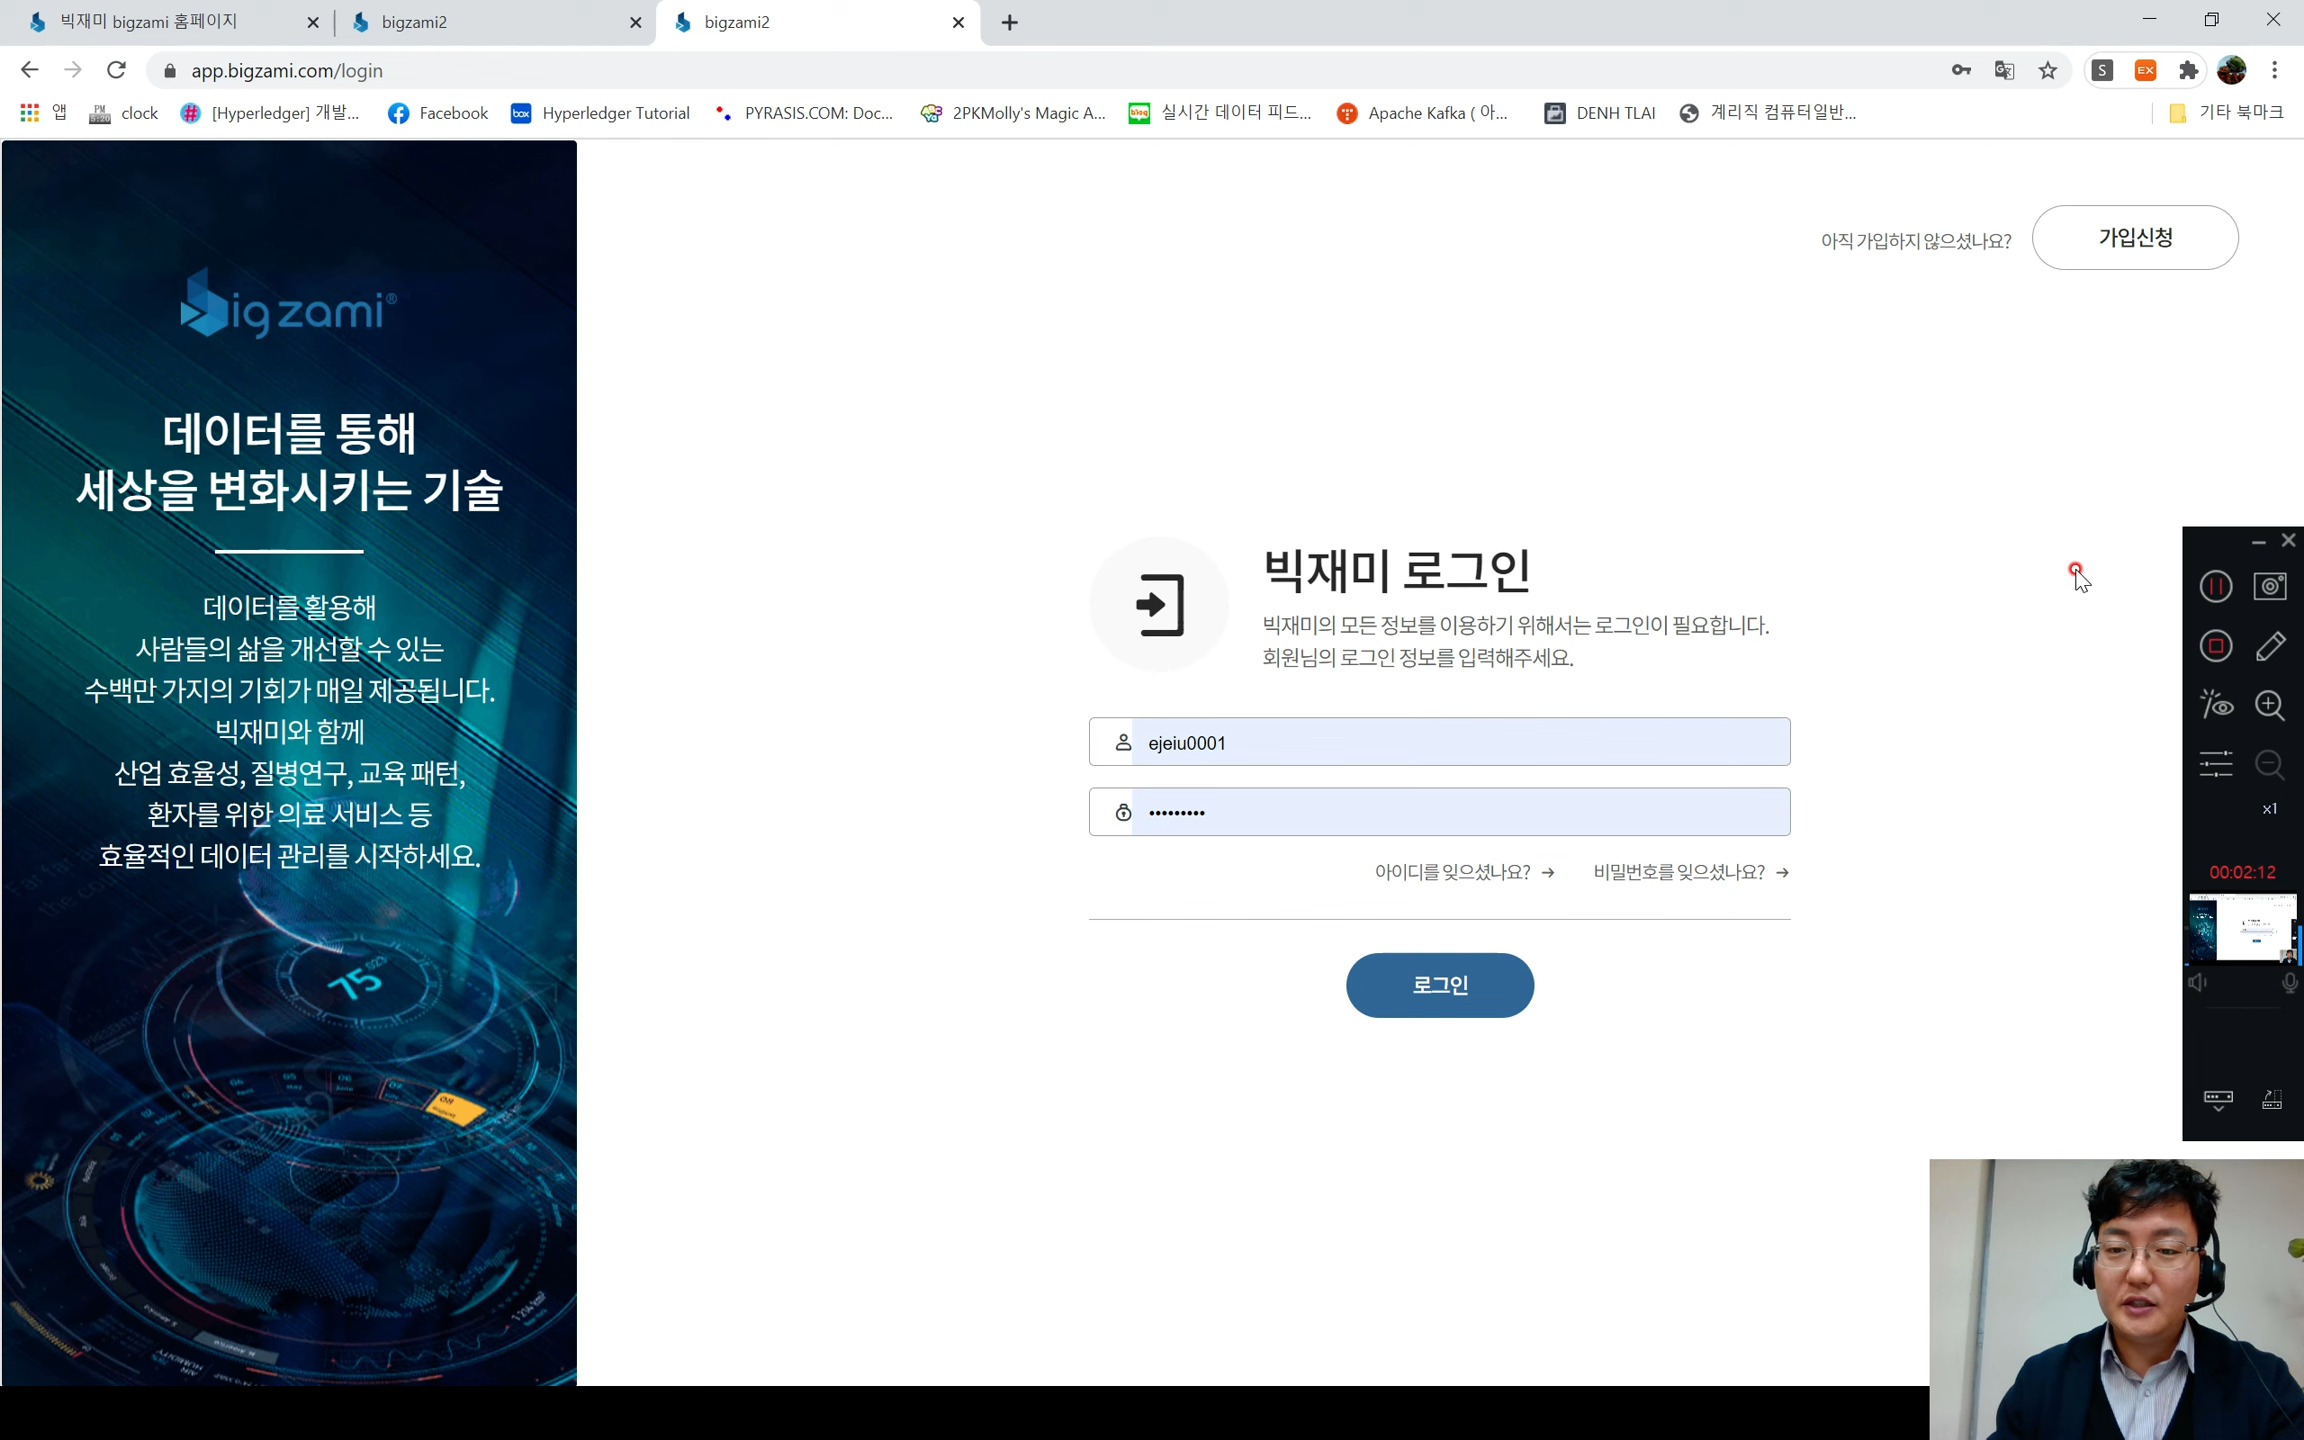 빅재미 bigzami 홈페이지
bigzami2
bigzami2
app.bigzami.com/login
S
EX
앱
PM
5:20
clock
[Hyperledger] 개발...
Facebook
box
Hyperledger Tutorial
PYRASIS.COM: Doc...
2PKMolly's Magic A...
blog
실시간 데이터 피드...
Apache Kafka ( 아...
DENH TLAI
계리직 컴퓨터일반...
기타 북마크
아직 가입하지 않으셨나요?
가입신청
big zami®
데이터를 통해
세상을 변화시키는 기술
데이터를 활용해
사람들의 삶을 개선할 수 있는
수백만 가지의 기회가 매일 제공됩니다.
빅재미와 함께
산업 효율성, 질병연구, 교육 패턴,
환자를 위한 의료 서비스 등
효율적인 데이터 관리를 시작하세요.
75
빅재미 로그인
빅재미의 모든 정보를 이용하기 위해서는 로그인이 필요합니다.
회원님의 로그인 정보를 입력해주세요.
ejeiu0001
•••••••••
아이디를 잊으셨나요? →
비밀번호를 잊으셨나요? →
로그인
x1
00:02:12